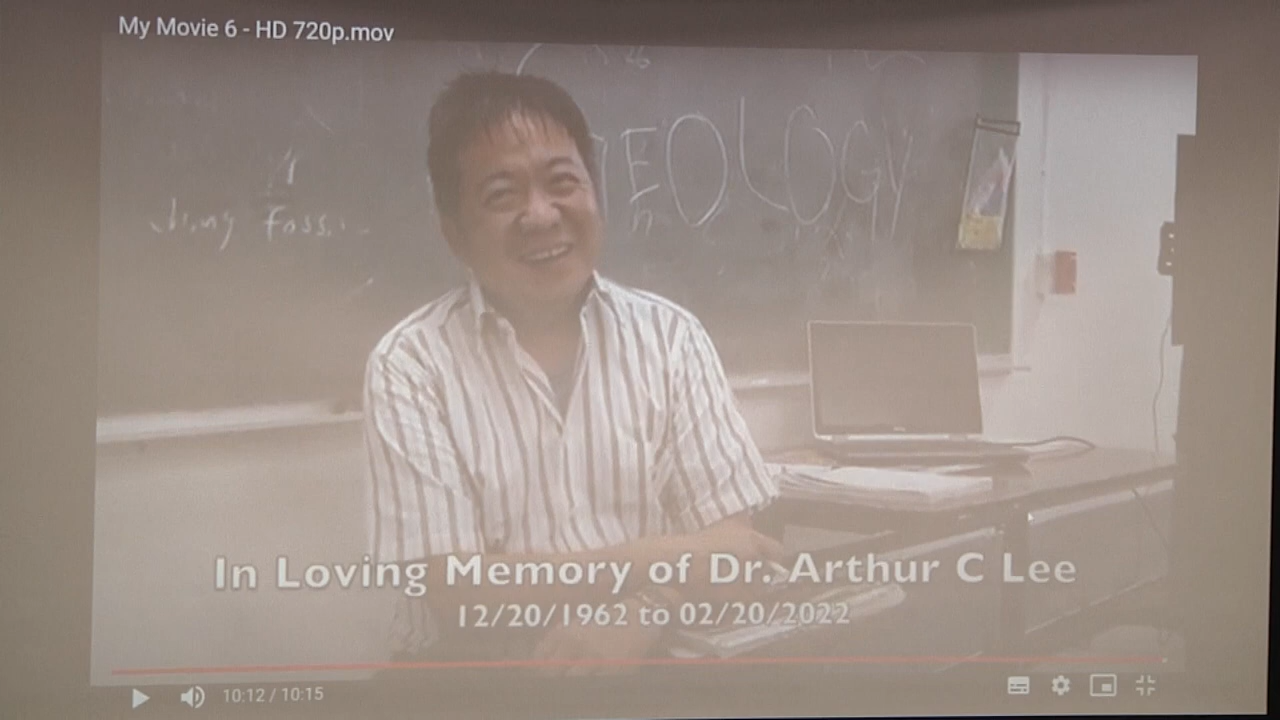 My Movie 6 - HD 720p.mov
EOLOGY
In Loving Memory of Dr. Arthur C Lee
12/20/1962 to 02/20/2022
10:12 / 10:15